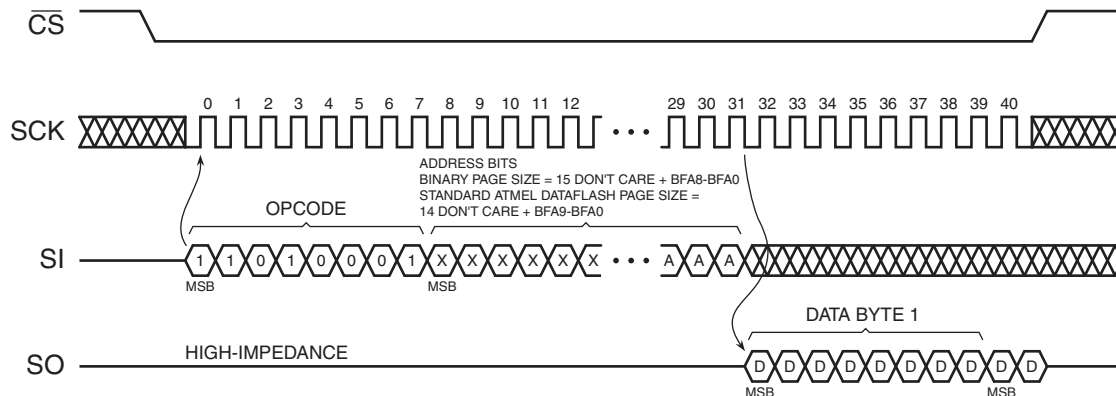 CS
SCK
0 1 2 3 4 5 6 7 8 9 10 11 12 29 30 31 32 33 34 35 36 37 38 39 40
ADDRESS BITS
BINARY PAGE SIZE = 15 DON'T CARE + BFA8-BFA0
STANDARD ATMEL DATAFLASH PAGE SIZE =
14 DON'T CARE + BFA9-BFA0
OPCODE
SI
1 1 0 1 0 0 0 1 X X X X X X A A A
MSB MSB
DATA BYTE 1
SO
HIGH-IMPEDANCE
D D D D D D D D D D
MSB MSB